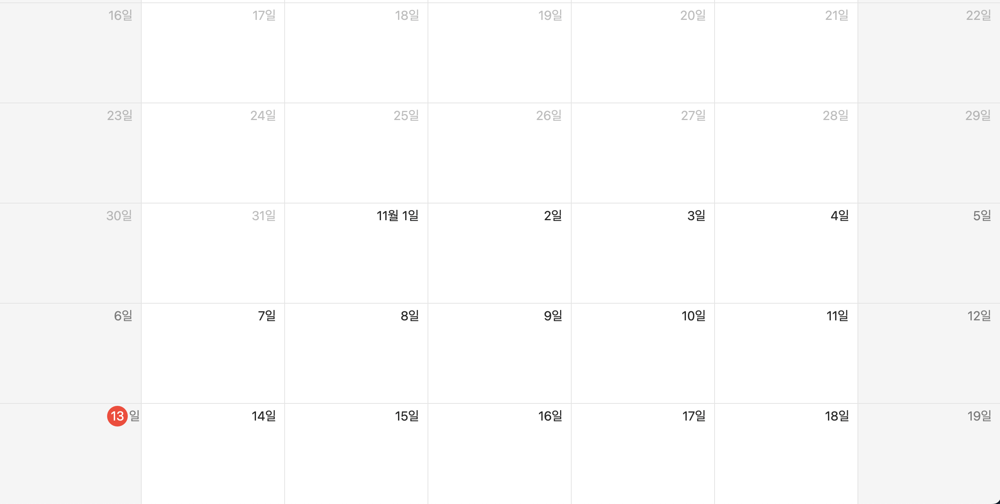 16일 17일 18일 19일 20일 21일 22일
23일 24일 25일 26일 27일 28일 29일
30일 31일 11월 1일 2일 3일 4일 5일
6일 7일 8일 9일 10일 11일 12일
13일 14일 15일 16일 17일 18일 19일